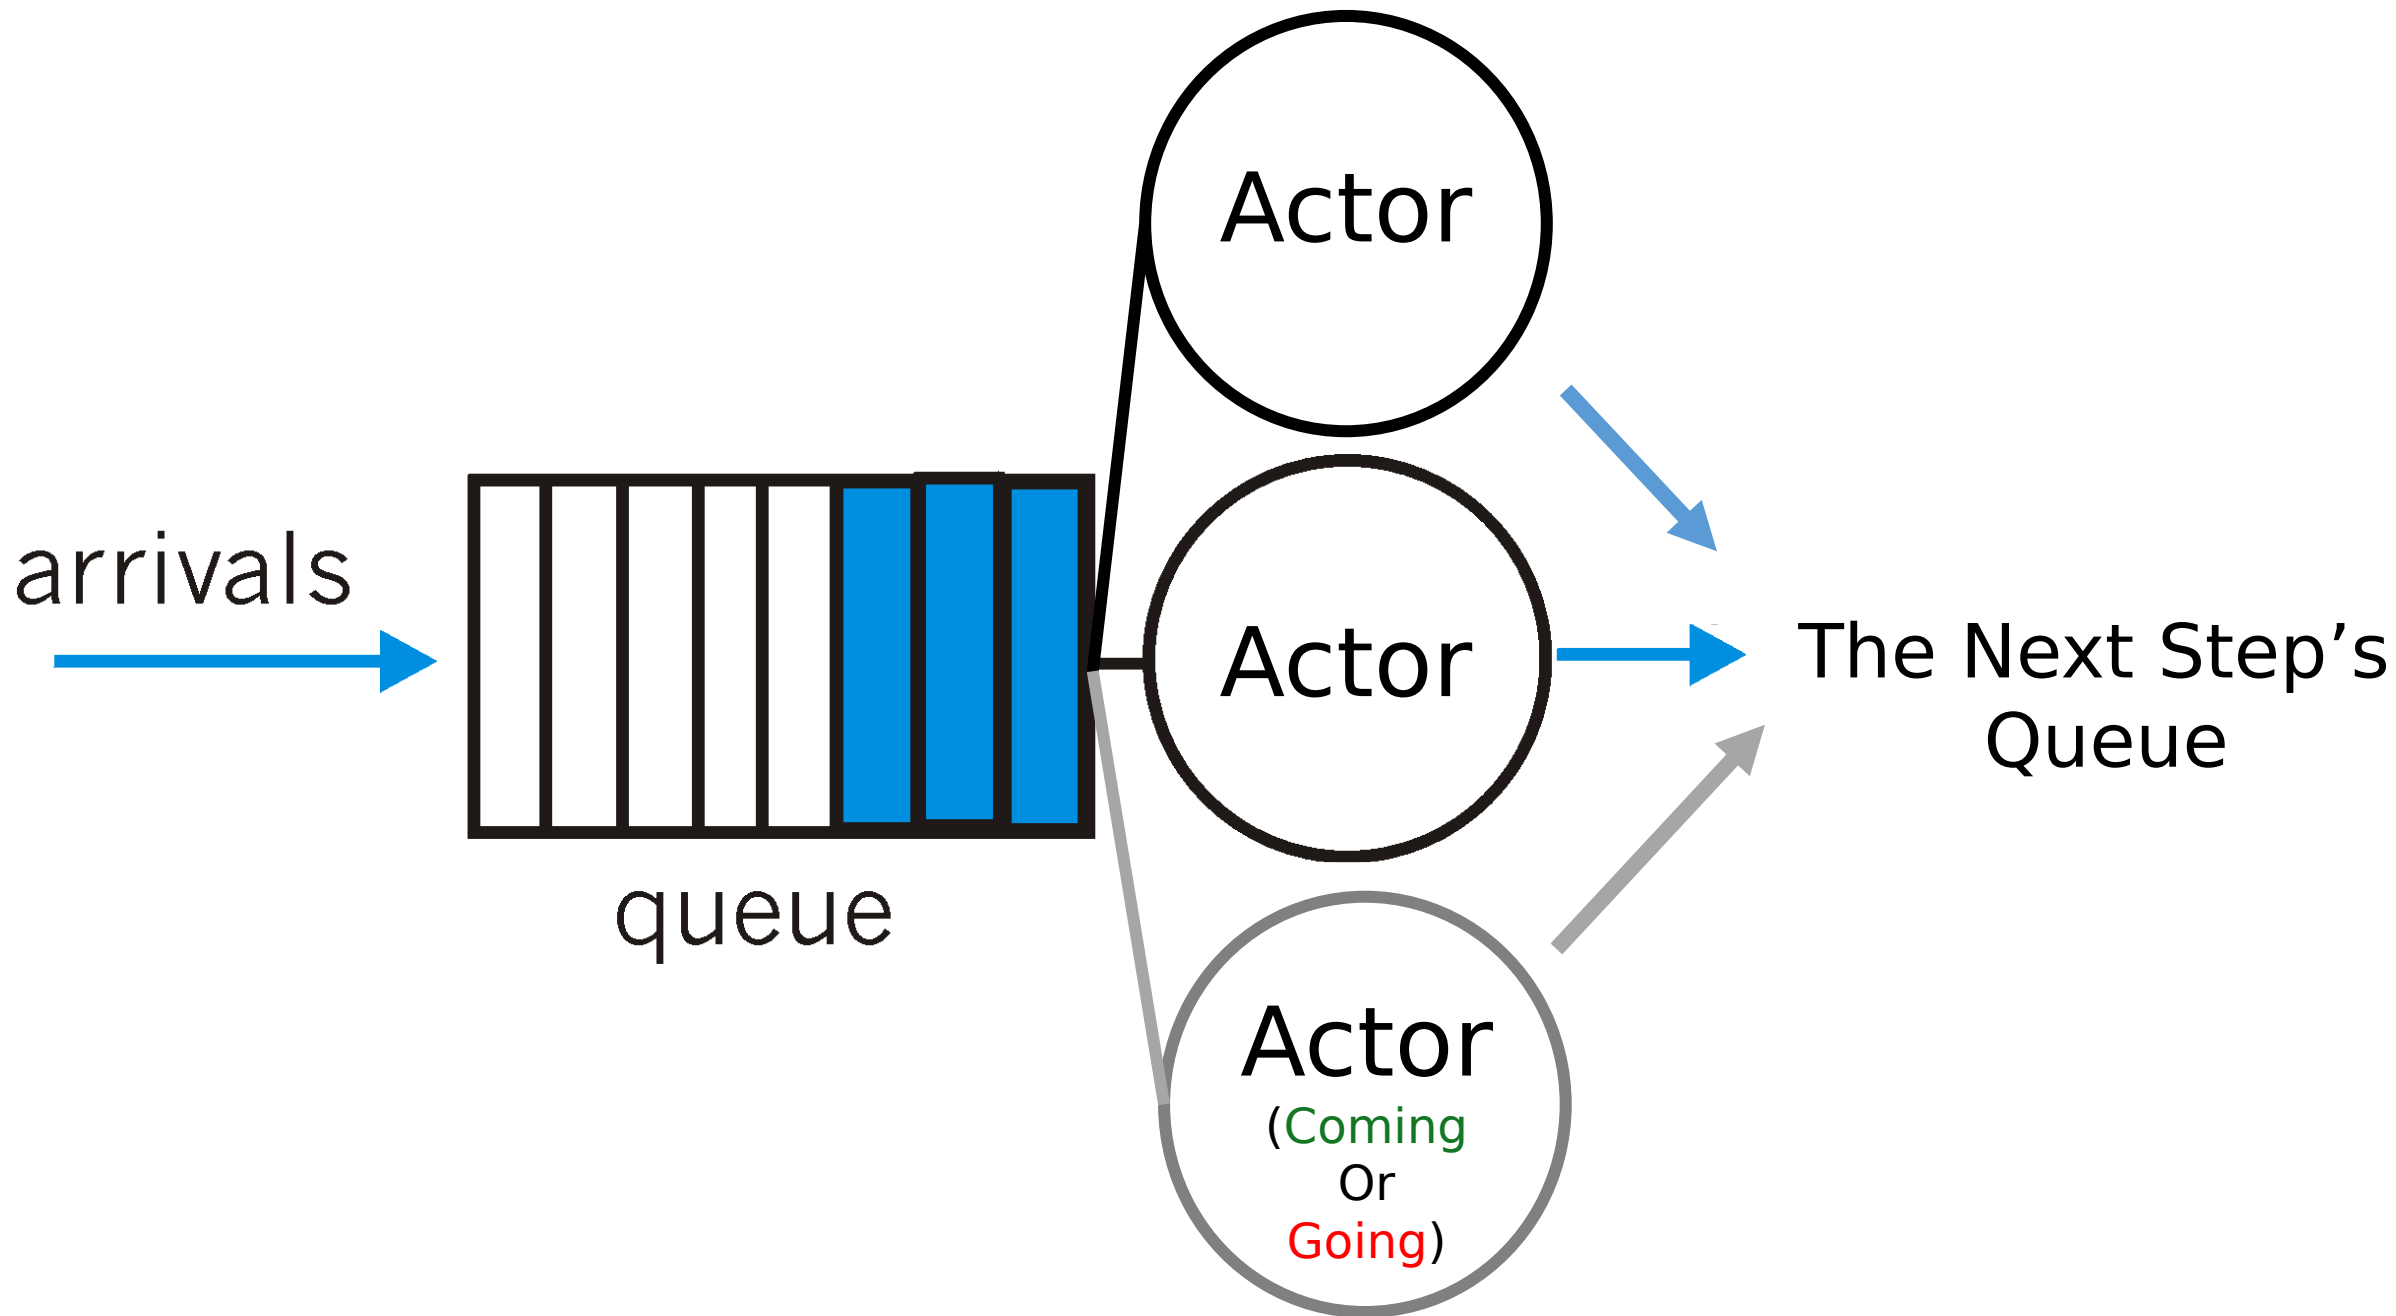 Actor
arrivals
Actor
The Next Step’s
Queue
queue
Actor
(Coming
Or
Going)